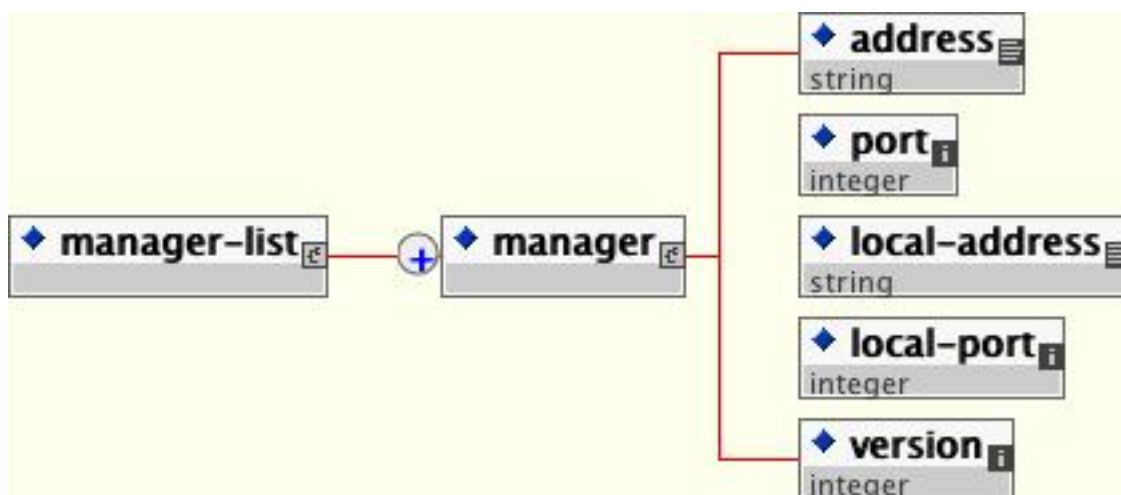 address
string
port
integer
manager-list
manager
local-address
string
local-port
integer
version
integer